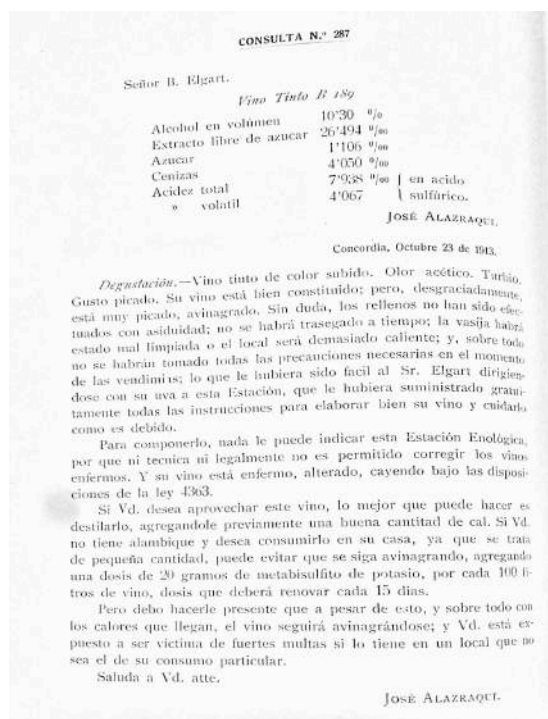 CONSULTA N.º 287
Señor B. Elgart.
Vino Tinto B 189
Alcohol en volúmen 10'30 %
Extracto libre de azucar 26'494 ‰
Azucar 1'106 ‰
Cenizas 4'050 ‰
Acidez total 7'938 ‰ } en acido
» volatil 4'067 } sulfúrico.
JOSÉ ALAZRAQUI.
Concordia, Octubre 23 de 1913.
Degustación.—Vino tinto de color subido. Olor acético. Turbio.
Gusto picado. Su vino está bien constituido; pero, desgraciadamente,
está muy picado, avinagrado. Sin duda, los rellenos no han sido efec-
tuados con asiduidad; no se habrá trasegado a tiempo; la vasija habrá
estado mal limpiada o el local será demasiado caliente; y, sobre todo
no se habrán tomado todas las precauciones necesarias en el momento
de las vendimius; lo que le hubiera sido facil al Sr. Elgart dirigien-
dose con su uva a esta Estación, que le hubiera suministrado gratui-
tamente todas las instrucciones para elaborar bien su vino y cuidarlo
como es debido.
Para componerlo, nada le puede indicar esta Estación Enológica,
por que ni tecnica ni legalmente no es permitido corregir los vinos
enfermos. Y su vino está enfermo, alterado, cayendo bajo las disposi-
ciones de la ley 4363.
Si Vd. desea aprovechar este vino, lo mejor que puede hacer es
destilarlo, agregandole previamente una buena cantidad de cal. Si Vd.
no tiene alambique y desea consumirlo en su casa, ya que se trata
de pequeña cantidad, puede evitar que se siga avinagrando, agregando
una dosis de 20 gramos de metabisulfito de potasio, por cada 100 li-
tros de vino, dosis que deberá renovar cada 15 dias.
Pero debo hacerle presente que a pesar de esto, y sobre todo con
los calores que llegan, el vino seguirá avinagrándose; y Vd. está ex-
puesto a ser victima de fuertes multas si lo tiene en un local que no
sea el de su consumo particular.
Saluda a Vd. atte.
JOSÉ ALAZRAQUI.